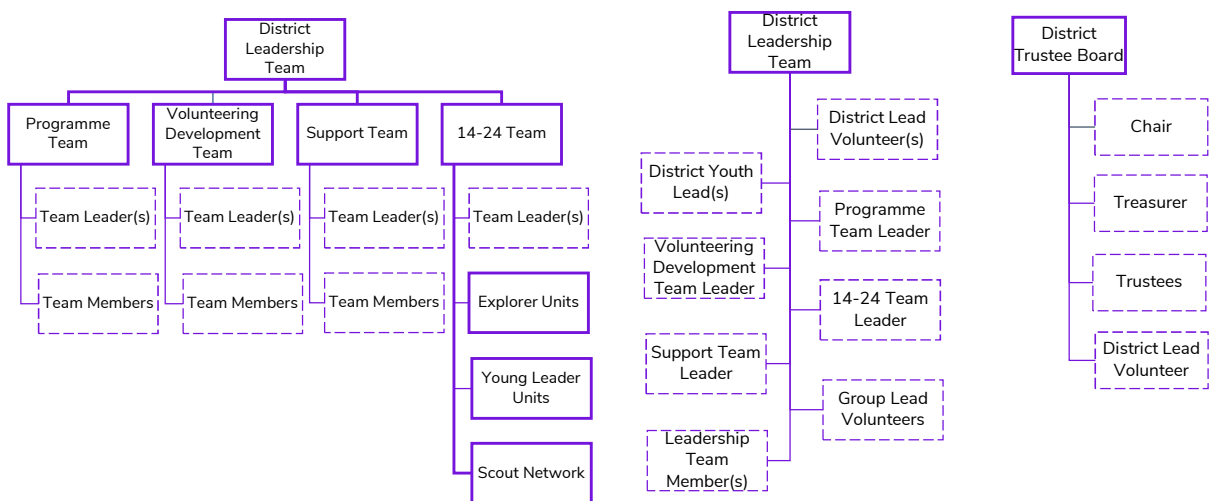 District
Leadership
Team
Programme
Team
Volunteering
Development
Team
Support Team
14-24 Team
Team Leader(s)
Team Leader(s)
Team Leader(s)
Team Leader(s)
Team Members
Team Members
Team Members
Explorer Units
Young Leader
Units
Scout Network
District
Leadership
Team
District Lead
Volunteer(s)
District Youth
Lead(s)
Programme
Team Leader
Volunteering
Development
Team Leader
14-24 Team
Leader
Support Team
Leader
Group Lead
Volunteers
Leadership
Team
Member(s)
District
Trustee Board
Chair
Treasurer
Trustees
District Lead
Volunteer